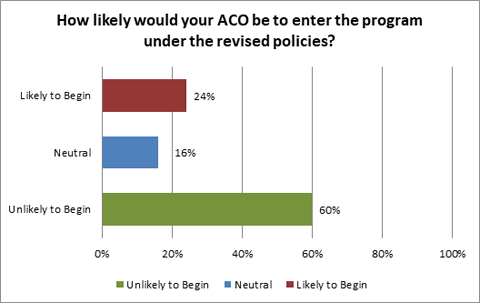 How likely would your ACO be to enter the program
under the revised policies?
Likely to Begin
24%
Neutral
16%
Unlikely to Begin
60%
0%
20%
40%
60%
80%
100%
Unlikely to Begin
Neutral
Likely to Begin